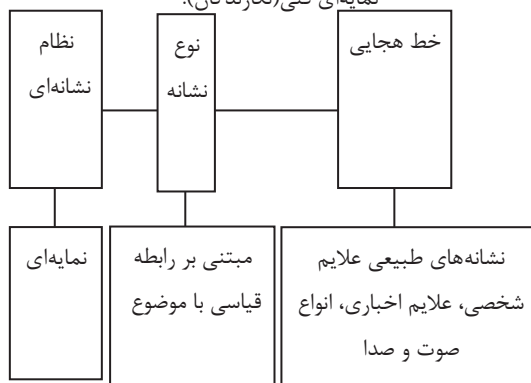 نمایه‌ای فنی(نگارندگان).
خط هجایی
نوع
نشانه
نظام
نشانه‌ای
نشانه‌های طبیعی علایم
شخصی، علایم اخباری، انواع
صوت و صدا
مبتنی بر رابطه
قیاسی با موضوع
نمایه‌ای